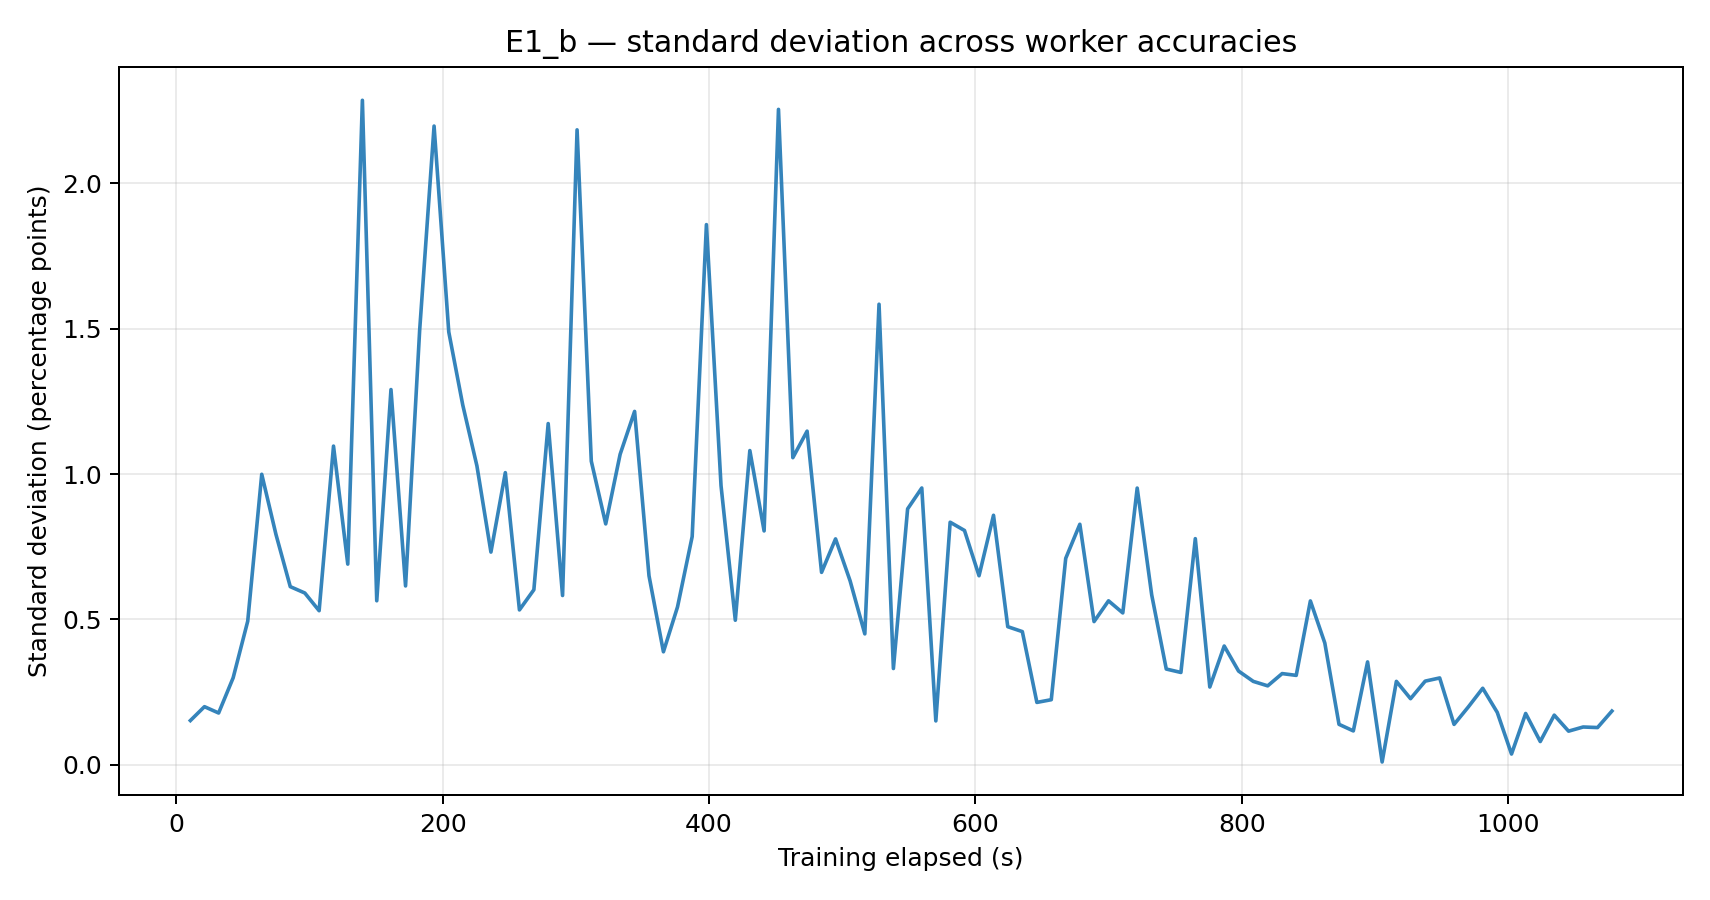 E1_b — standard deviation across worker accuracies
Standard deviation (percentage points)
2.0
1.5
1.0
0.5
0.0
0 200 400 600 800 1000
Training elapsed (s)